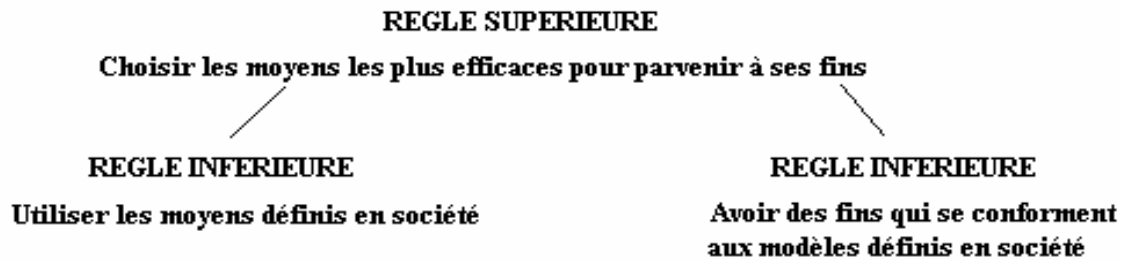 REGLE SUPERIEURE
Choisir les moyens les plus efficaces pour parvenir à ses fins
REGLE INFERIEURE
Utiliser les moyens définis en société
REGLE INFERIEURE
Avoir des fins qui se conforment
aux modèles définis en société